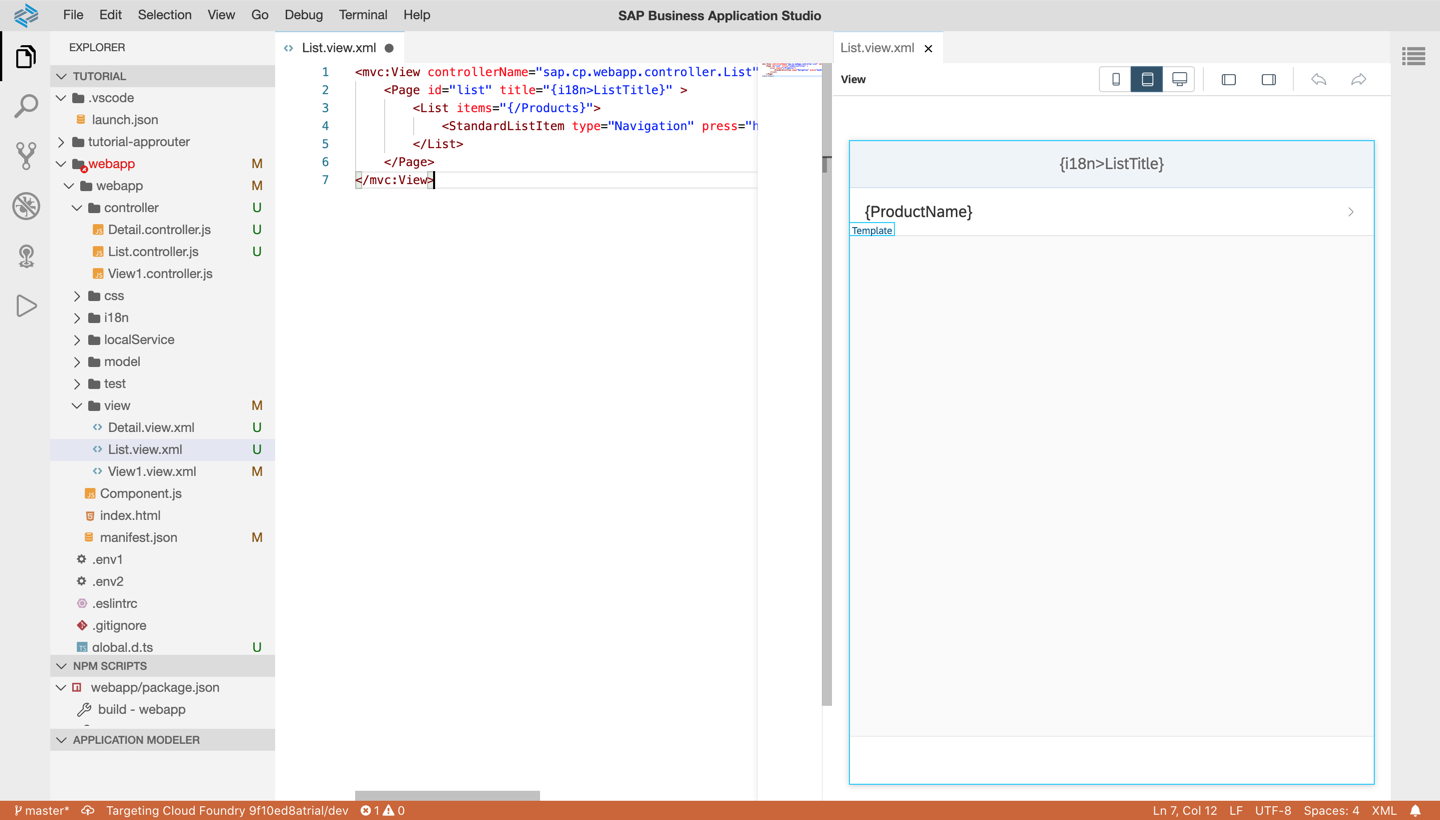 File Edit Selection View Go Debug Terminal Help
SAP Business Application Studio
EXPLORER
TUTORIAL
.vscode
launch.json
tutorial-approuter
webapp M
webapp M
controller U
Detail.controller.js U
List.controller.js U
View1.controller.js
css
i18n
localService
model
test
view M
Detail.view.xml U
List.view.xml U
View1.view.xml M
Component.js
index.html
manifest.json M
.env1
.env2
.eslintrc
.gitignore
global.d.ts U
NPM SCRIPTS
webapp/package.json
build - webapp
APPLICATION MODELER
List.view.xml
1 <mvc:View controllerName="sap.cp.webapp.controller.List"
2 <Page id="list" title="{i18n>ListTitle}" >
3 <List items="{/Products}">
4 <StandardListItem type="Navigation" press="h
5 </List>
6 </Page>
7 </mvc:View>
List.view.xml
View
{i18n>ListTitle}
{ProductName}
Template
master* Targeting Cloud Foundry 9f10ed8atrial/dev 1 0
Ln 7, Col 12 LF UTF-8 Spaces: 4 XML